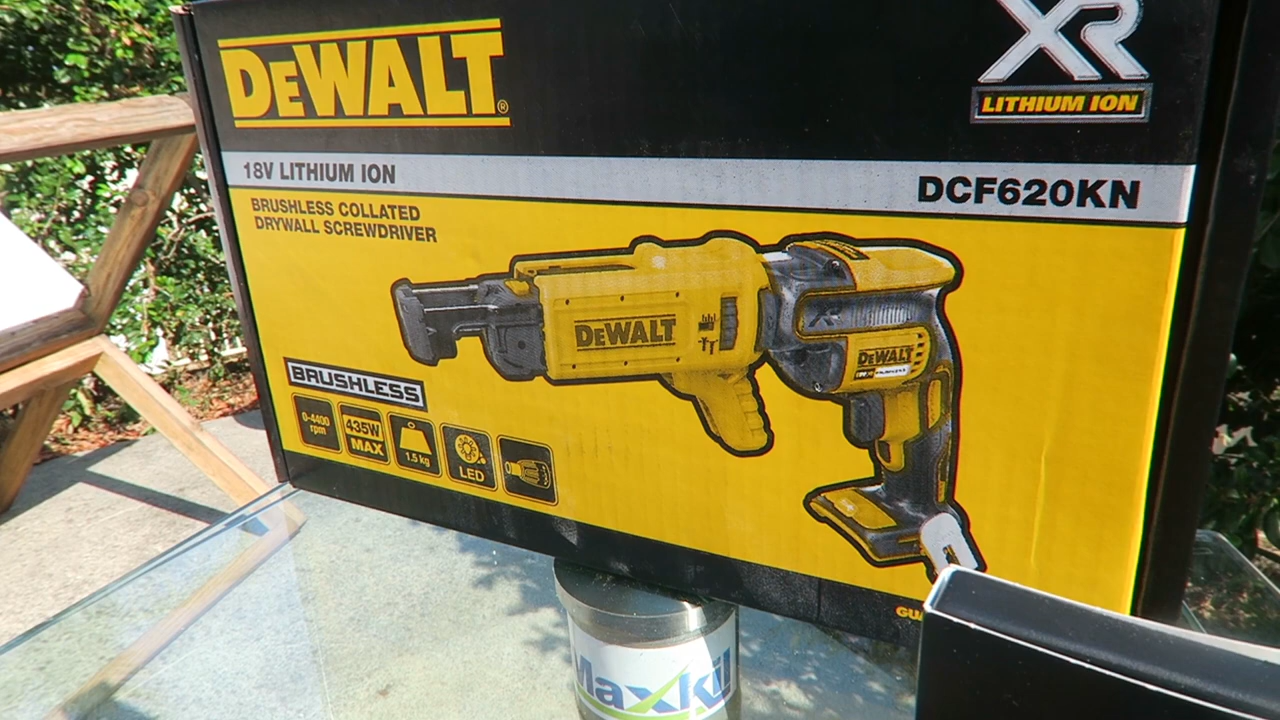 DEWALT®
XR
LITHIUM ION
18V LITHIUM ION
DCF620KN
BRUSHLESS COLLATED
DRYWALL SCREWDRIVER
DEWALT
XR
DEWALT
BRUSHLESS
0-4400
rpm
435W
MAX
1.5 kg
LED
Maxkil